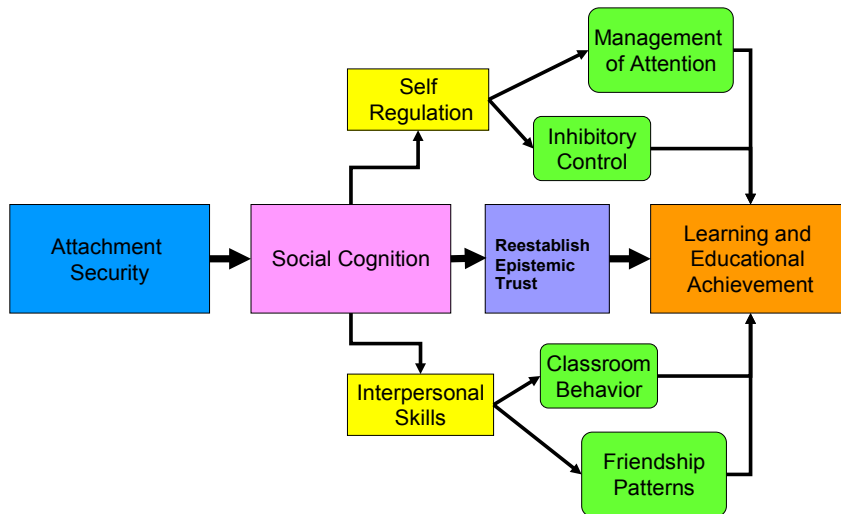 Management
of Attention
Self
Regulation
Inhibitory
Control
Attachment
Security
Social Cognition
Reestablish
Epistemic
Trust
Learning and
Educational
Achievement
Classroom
Behavior
Interpersonal
Skills
Friendship
Patterns